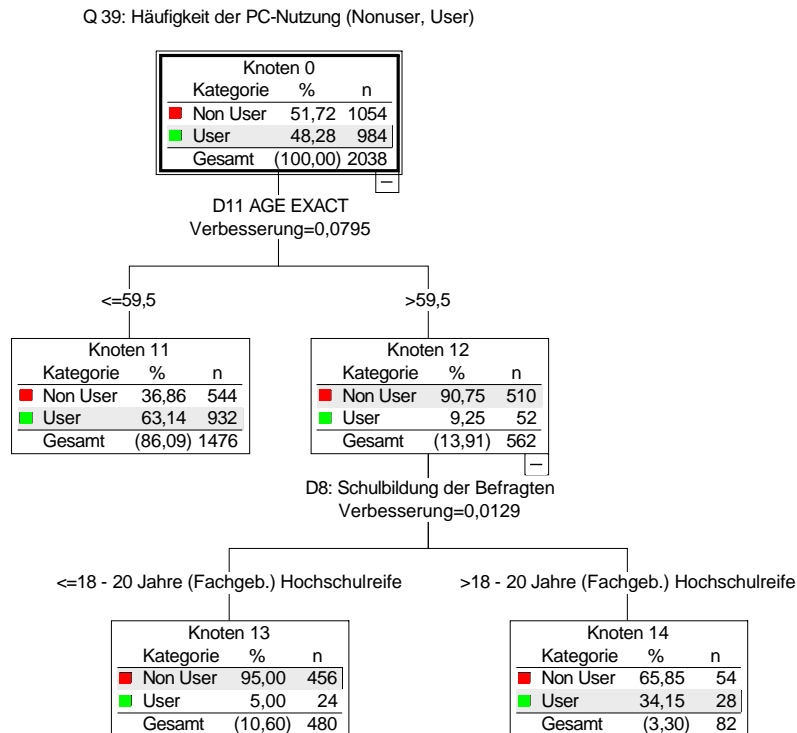 Q 39: Häufigkeit der PC-Nutzung (Nonuser, User)
Knoten 0
Kategorie % n
Non User 51,72 1054
User 48,28 984
Gesamt (100,00) 2038
D11 AGE EXACT
Verbesserung=0,0795
<=59,5
>59,5
Knoten 11
Kategorie % n
Non User 36,86 544
User 63,14 932
Gesamt (86,09) 1476
Knoten 12
Kategorie % n
Non User 90,75 510
User 9,25 52
Gesamt (13,91) 562
D8: Schulbildung der Befragten
Verbesserung=0,0129
<=18 - 20 Jahre (Fachgeb.) Hochschulreife
>18 - 20 Jahre (Fachgeb.) Hochschulreife
Knoten 13
Kategorie % n
Non User 95,00 456
User 5,00 24
Gesamt (10,60) 480
Knoten 14
Kategorie % n
Non User 65,85 54
User 34,15 28
Gesamt (3,30) 82